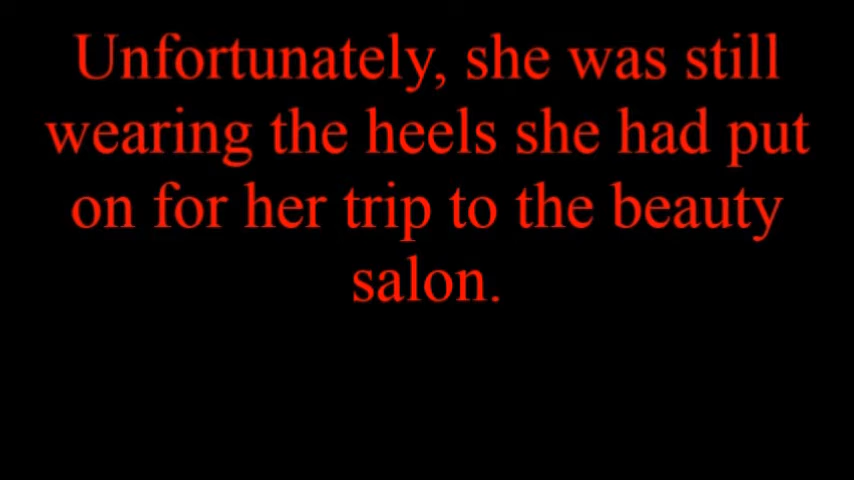 Unfortunately, she was still
wearing the heels she had put
on for her trip to the beauty
salon.